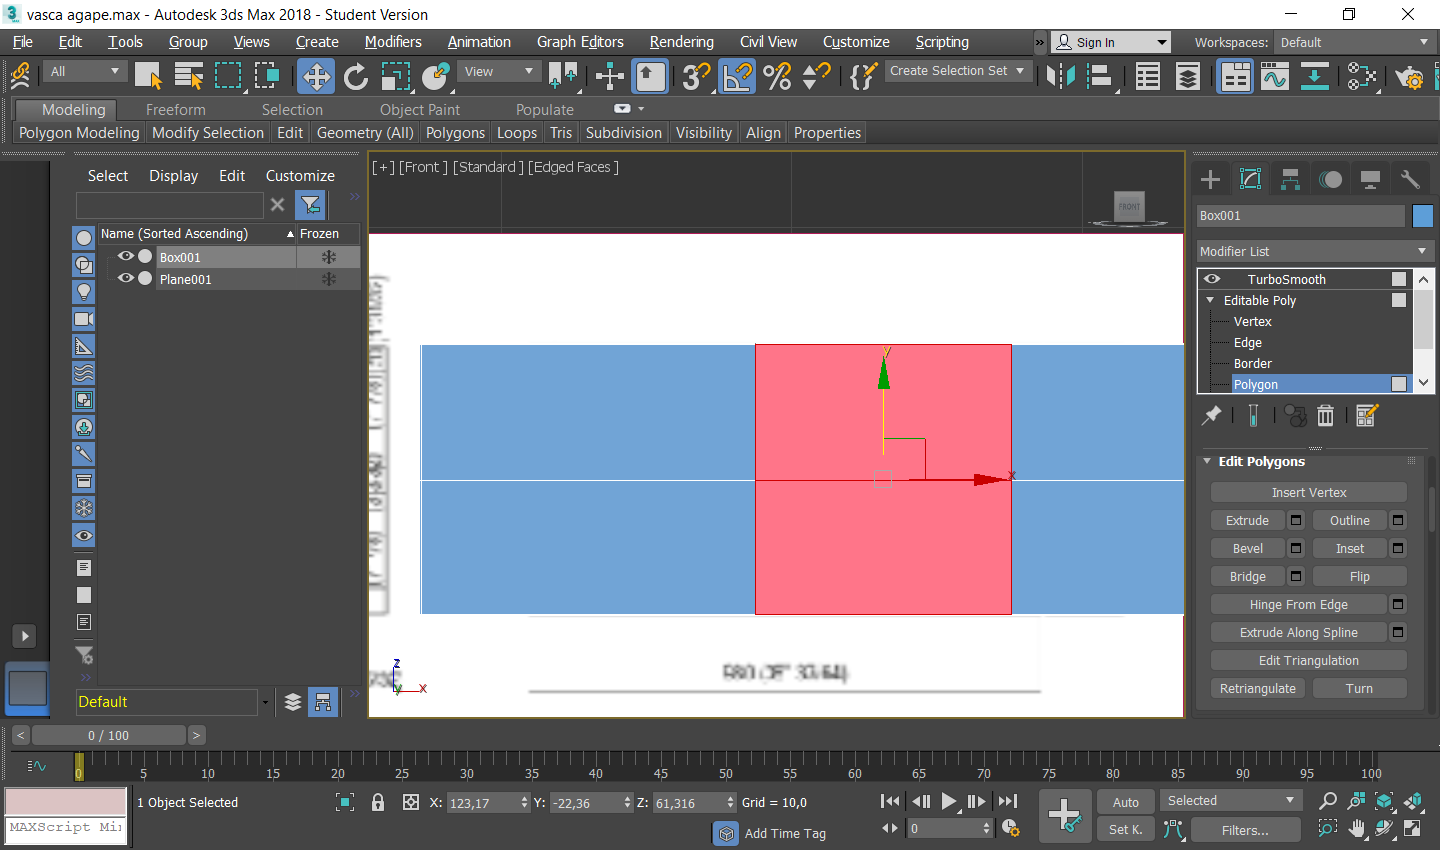 vasca agape.max - Autodesk 3ds Max 2018 - Student Version
File Edit Tools Group Views Create Modifiers Animation Graph Editors Rendering Civil View Customize Scripting » Sign In Workspaces: Default
All View Create Selection Set
Modeling Freeform Selection Object Paint Populate
Polygon Modeling Modify Selection Edit Geometry (All) Polygons Loops Tris Subdivision Visibility Align Properties
Select Display Edit Customize
[+] [Front ] [Standard ] [Edged Faces ]
FRONT
Name (Sorted Ascending) Frozen
Box001
Plane001
Box001
Modifier List
TurboSmooth
Editable Poly
Vertex
Edge
Border
Polygon
y
x
Edit Polygons
Insert Vertex
Extrude Outline
Bevel Inset
Bridge Flip
Hinge From Edge
Extrude Along Spline
Edit Triangulation
Retriangulate Turn
z
y x
Default
< 0 / 100 >
0 5 10 15 20 25 30 35 40 45 50 55 60 65 70 75 80 85 90 95 100
1 Object Selected X: 123,17 Y: -22,36 Z: 61,316 Grid = 10,0
Auto Selected
MAXScript Mi
Add Time Tag 0 Set K. Filters...